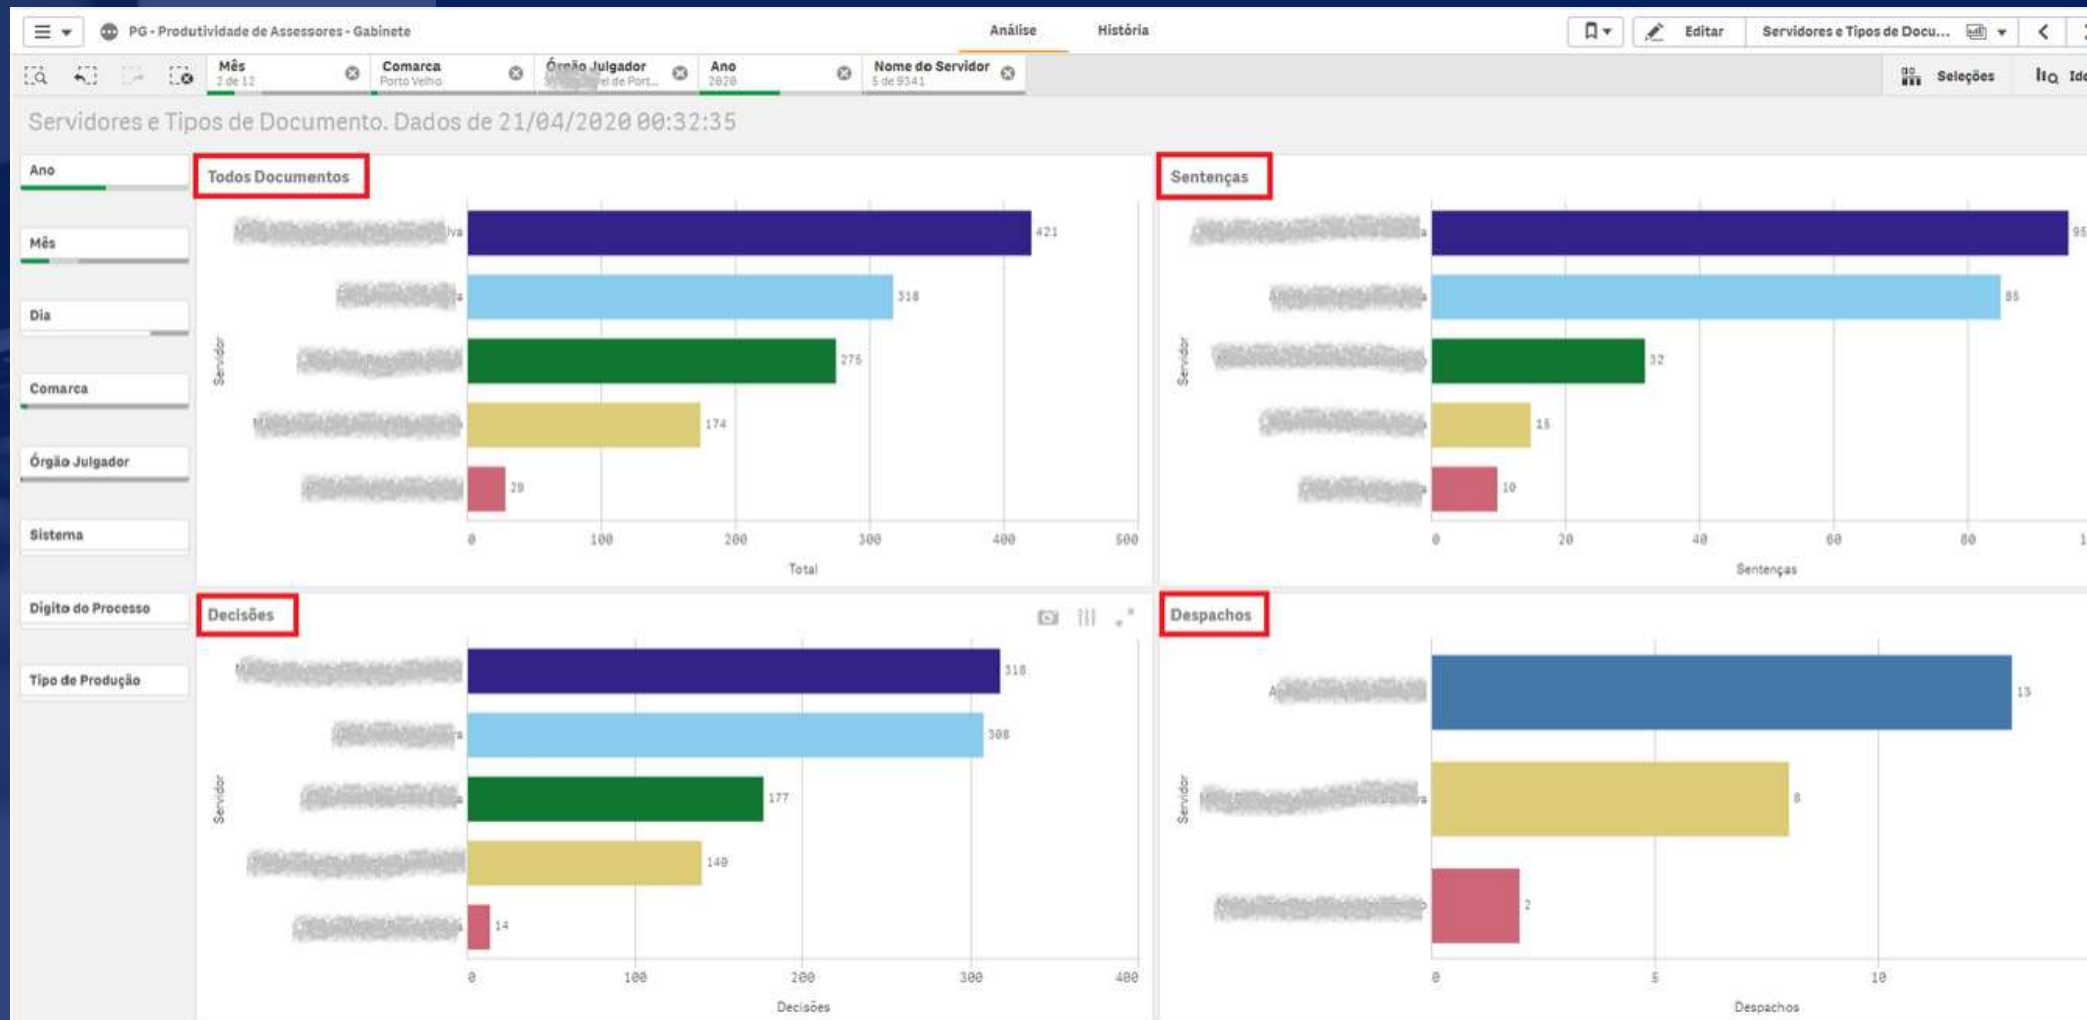 PG - Produtividade de Assessores - Gabinete
Análise
História
Editar
Servidores e Tipos de Docu...
Mês
2 de 12
Comarca
Porto Velho
Órgão Julgador
el de Port...
Ano
2020
Nome do Servidor
5 de 9341
Seleções
Servidores e Tipos de Documento. Dados de 21/04/2020 00:32:35
Ano
Mês
Dia
Comarca
Órgão Julgador
Sistema
Digito do Processo
Tipo de Produção
Todos Documentos
Servidor
421
318
275
174
29
0 100 200 300 400 500
Total
Sentenças
Servidor
95
85
32
15
10
0 20 40 60 80
Sentenças
Decisões
Servidor
318
308
177
140
14
0 100 200 300 400
Decisões
Despachos
Servidor
13
8
2
0 5 10
Despachos